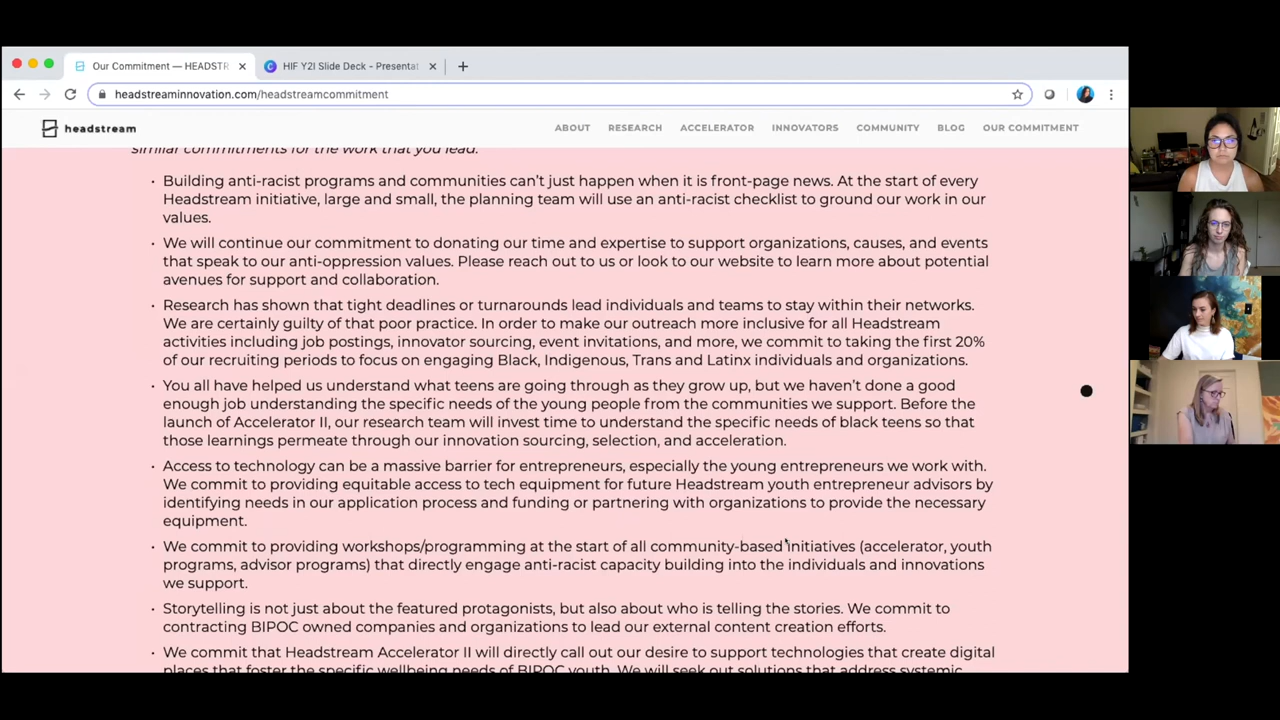 Our Commitment — HEADSTR
HIF Y2I Slide Deck - Presentat
headstreaminnovation.com/headstreamcommitment
headstream
ABOUT RESEARCH ACCELERATOR INNOVATORS COMMUNITY BLOG OUR COMMITMENT
similar commitments for the work that you lead.
· Building anti-racist programs and communities can’t just happen when it is front-page news. At the start of every
Headstream initiative, large and small, the planning team will use an anti-racist checklist to ground our work in our
values.
· We will continue our commitment to donating our time and expertise to support organizations, causes, and events
that speak to our anti-oppression values. Please reach out to us or look to our website to learn more about potential
avenues for support and collaboration.
· Research has shown that tight deadlines or turnarounds lead individuals and teams to stay within their networks.
We are certainly guilty of that poor practice. In order to make our outreach more inclusive for all Headstream
activities including job postings, innovator sourcing, event invitations, and more, we commit to taking the first 20%
of our recruiting periods to focus on engaging Black, Indigenous, Trans and Latinx individuals and organizations.
· You all have helped us understand what teens are going through as they grow up, but we haven’t done a good
enough job understanding the specific needs of the young people from the communities we support. Before the
launch of Accelerator II, our research team will invest time to understand the specific needs of black teens so that
those learnings permeate through our innovation sourcing, selection, and acceleration.
· Access to technology can be a massive barrier for entrepreneurs, especially the young entrepreneurs we work with.
We commit to providing equitable access to tech equipment for future Headstream youth entrepreneur advisors by
identifying needs in our application process and funding or partnering with organizations to provide the necessary
equipment.
· We commit to providing workshops/programming at the start of all community-based initiatives (accelerator, youth
programs, advisor programs) that directly engage anti-racist capacity building into the individuals and innovations
we support.
· Storytelling is not just about the featured protagonists, but also about who is telling the stories. We commit to
contracting BIPOC owned companies and organizations to lead our external content creation efforts.
· We commit that Headstream Accelerator II will directly call out our desire to support technologies that create digital
places that foster the specific wellbeing needs of BIPOC youth. We will seek out solutions that address systemic